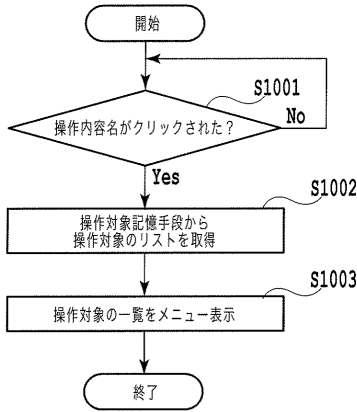 開始
S1001
操作内容名がクリックされた?
No
Yes
S1002
操作対象記憶手段から
操作対象のリストを取得
S1003
操作対象の一覧をメニュー表示
終了